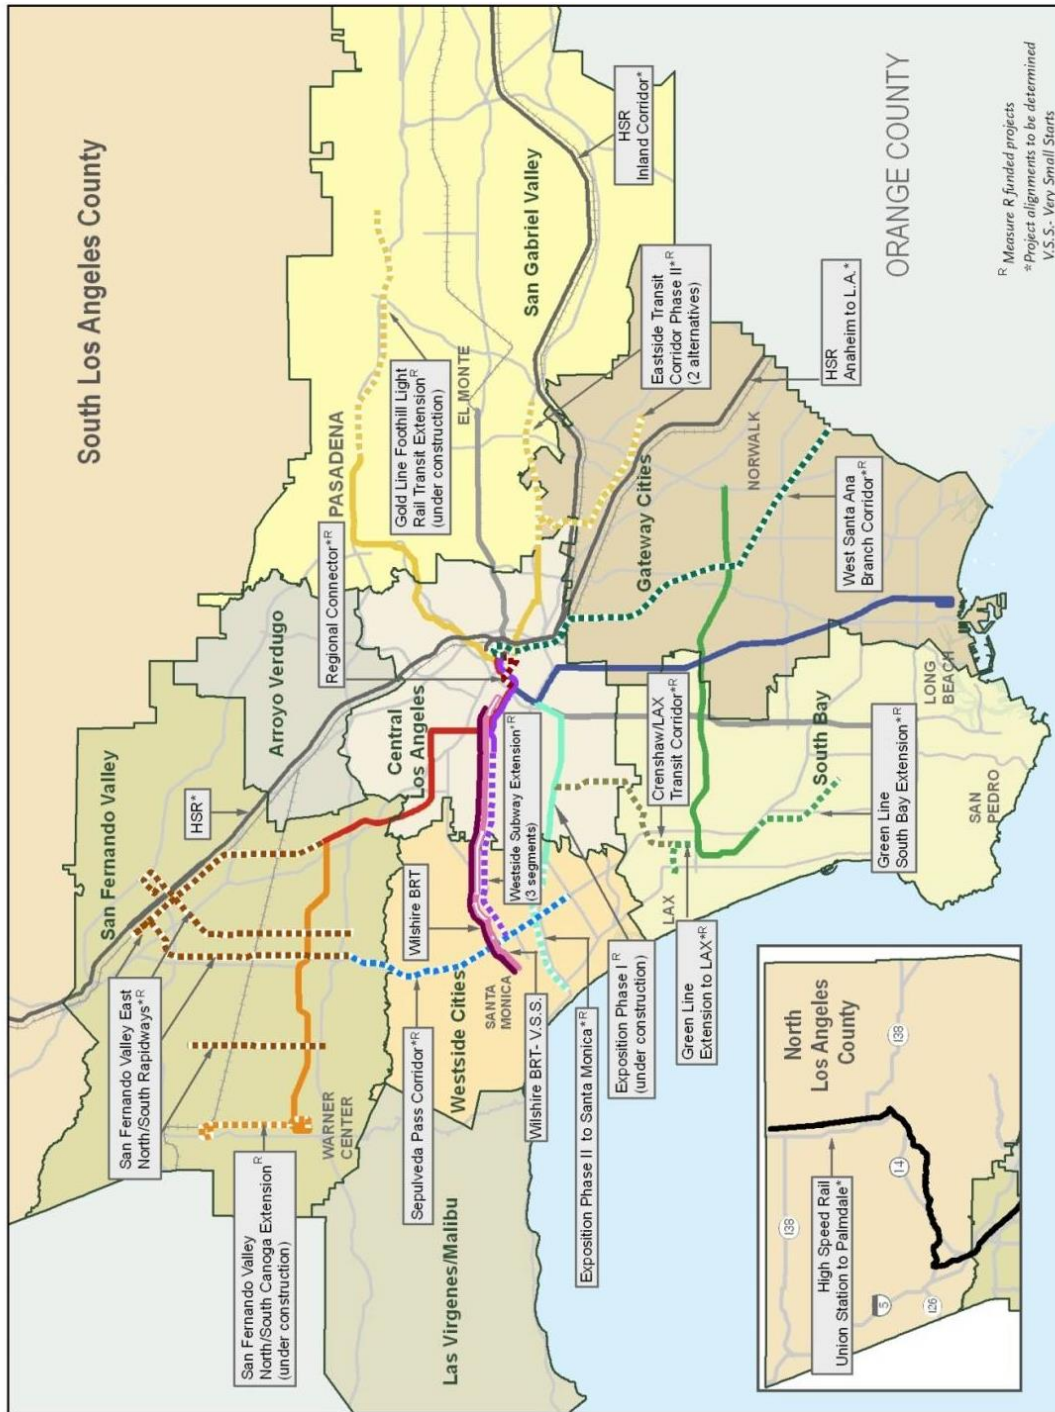 South Los Angeles County
San Fernando Valley East
North/South Rapidways*R
San Fernando Valley
North/South Canoga Extension R
(under construction)
San Fernando Valley
HSR*
Arroyo Verdugo
Regional Connector*R
PASADENA
Gold Line Foothill Light
Rail Transit Extension R
(under construction)
EL MONTE
San Gabriel Valley
HSR
Inland Corridor*
WARNER
CENTER
Las Virgenes/Malibu
Sepulveda Pass Corridor*R
Westside Cities
Wilshire BRT
SANTA
MONICA
Central
Los Angeles
Westside Subway Extension*R
(3 segments)
Wilshire BRT- V.S.S.
Exposition Phase II to Santa Monica*R
Exposition Phase I R
(under construction)
Eastside Transit
Corridor Phase II*R
(2 alternatives)
Gateway Cities
Crenshaw/LAX
Transit Corridor*R
LAX
Green Line
Extension to LAX*R
NORWALK
HSR
Anaheim to L.A.*
ORANGE COUNTY
West Santa Ana
Branch Corridor*R
South Bay
Green Line
South Bay Extension*R
LONG
BEACH
SAN
PEDRO
North
Los Angeles
County
138
138
14
5
126
High Speed Rail
Union Station to Palmdale*
R Measure R funded projects
*Project alignments to be determined
V.S.S.- Very Small Starts